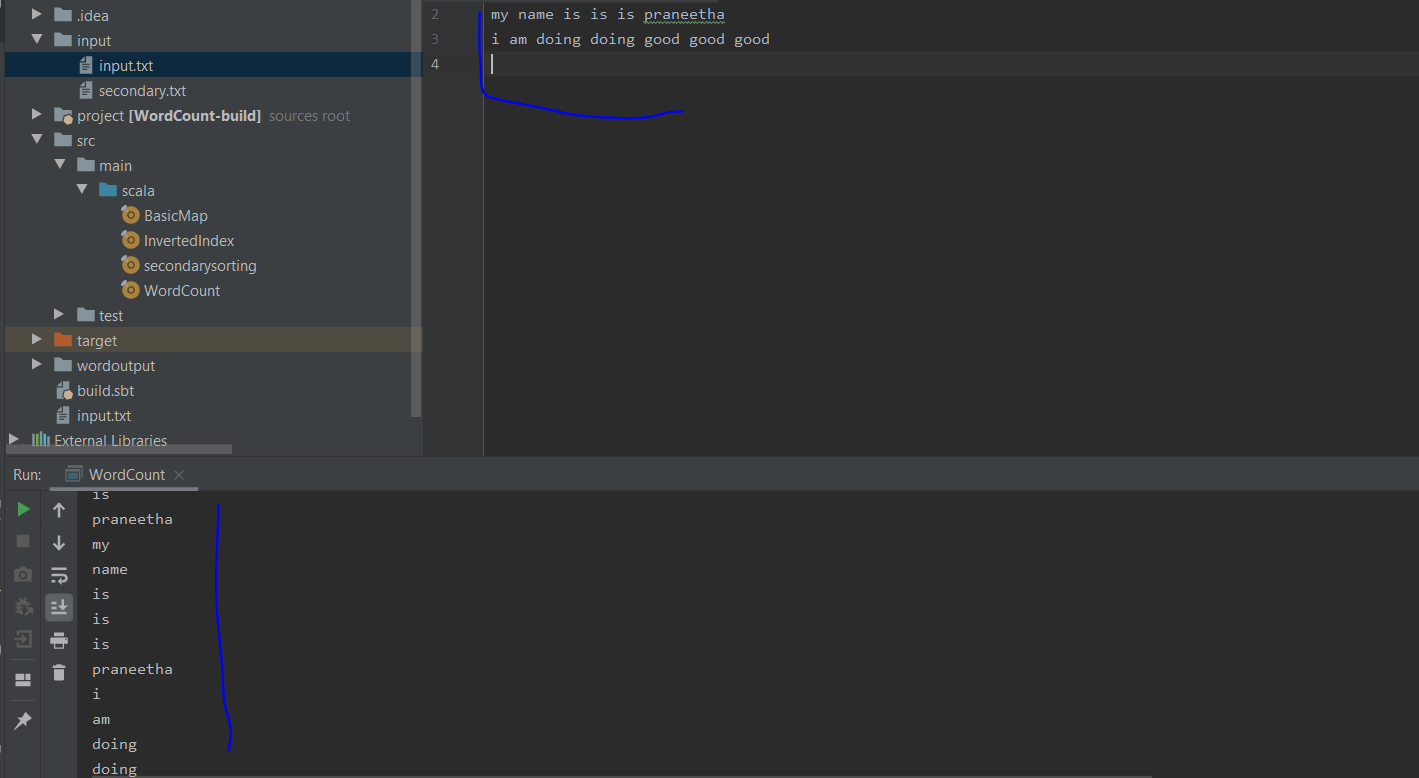 .idea
input
input.txt
secondary.txt
project [WordCount-build] sources root
src
main
scala
BasicMap
InvertedIndex
secondarysorting
WordCount
test
target
wordoutput
build.sbt
input.txt
External Libraries
2 my name is is is praneetha
3 i am doing doing good good good
4
Run: WordCount
is
praneetha
my
name
is
is
is
praneetha
i
am
doing
doing